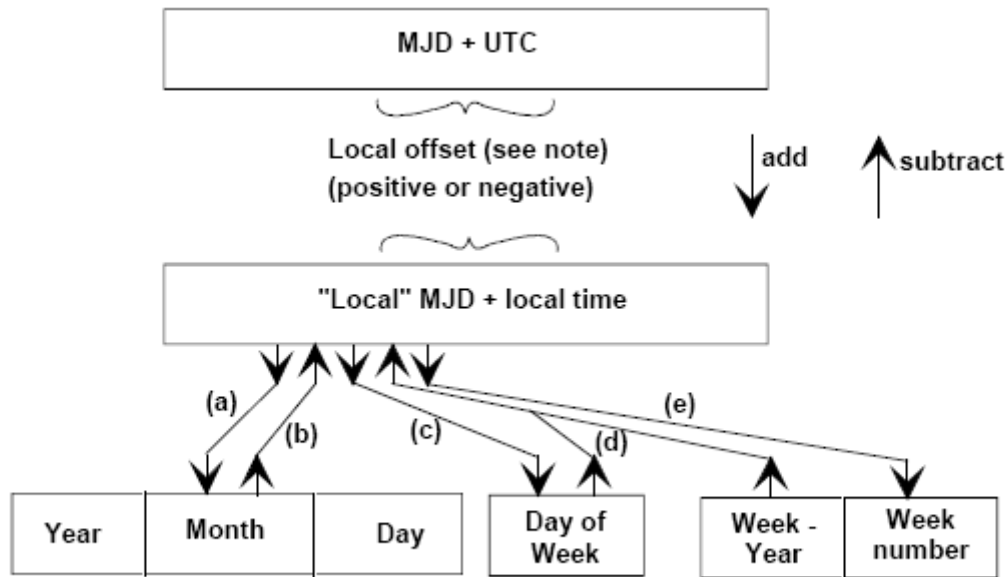 MJD + UTC
Local offset (see note)
(positive or negative)
add
subtract
"Local" MJD + local time
(a)
(b)
(c)
(d)
(e)
Year
Month
Day
Day of
Week
Week -
Year
Week
number